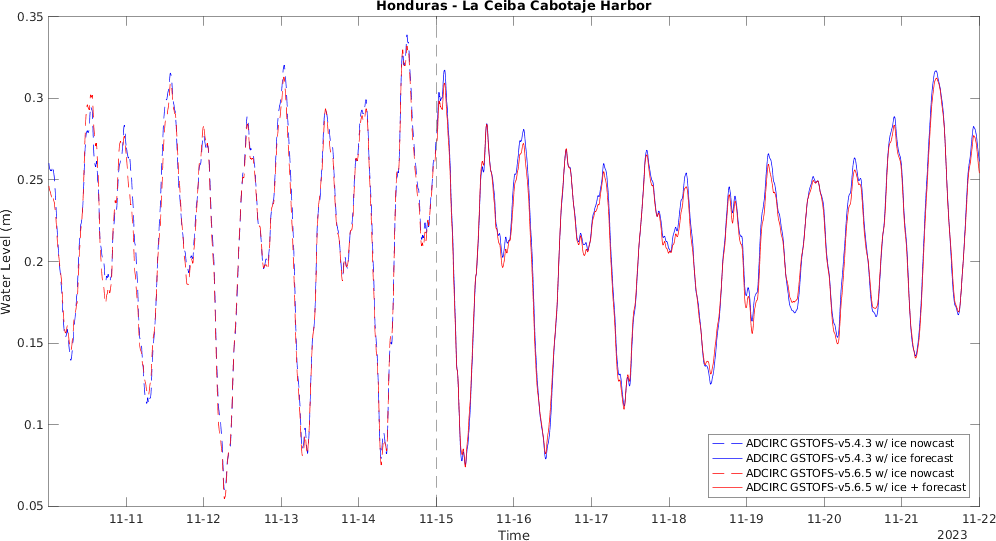 Honduras - La Ceiba Cabotaje Harbor
0.35
0.3
0.25
0.2
0.15
0.1
0.05
Water Level (m)
11-11
11-12
11-13
11-14
11-15
11-16
11-17
11-18
11-19
11-20
11-21
11-22
Time
2023
ADCIRC GSTOFS-v5.4.3 w/ ice nowcast
ADCIRC GSTOFS-v5.4.3 w/ ice forecast
ADCIRC GSTOFS-v5.6.5 w/ ice nowcast
ADCIRC GSTOFS-v5.6.5 w/ ice + forecast